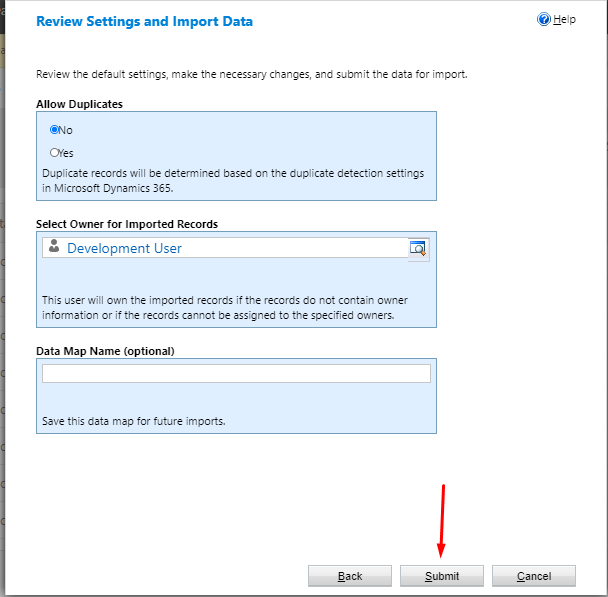 Review Settings and Import Data
Help
Review the default settings, make the necessary changes, and submit the data for import.
Allow Duplicates
No
Yes
Duplicate records will be determined based on the duplicate detection settings
in Microsoft Dynamics 365.
Select Owner for Imported Records
Development User
This user will own the imported records if the records do not contain owner
information or if the records cannot be assigned to the specified owners.
Data Map Name (optional)
Save this data map for future imports.
Back Submit Cancel